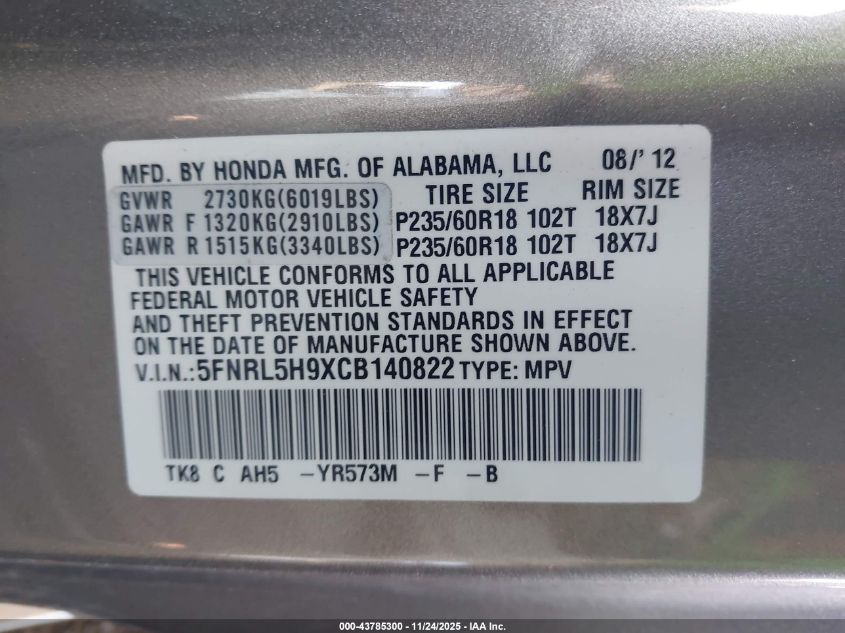 MFD. BY HONDA MFG. OF ALABAMA, LLC 08/' 12
GVWR 2730KG(6019LBS) TIRE SIZE RIM SIZE
GAWR F 1320KG(2910LBS) P235/60R18 102T 18X7J
GAWR R 1515KG(3340LBS) P235/60R18 102T 18X7J
THIS VEHICLE CONFORMS TO ALL APPLICABLE
FEDERAL MOTOR VEHICLE SAFETY
AND THEFT PREVENTION STANDARDS IN EFFECT
ON THE DATE OF MANUFACTURE SHOWN ABOVE.
V.I.N.: 5FNRL5H9XCB140822 TYPE: MPV
TK8 C AH5 -YR573M -F -B
000-43785300 - 11/24/2025 - IAA Inc.